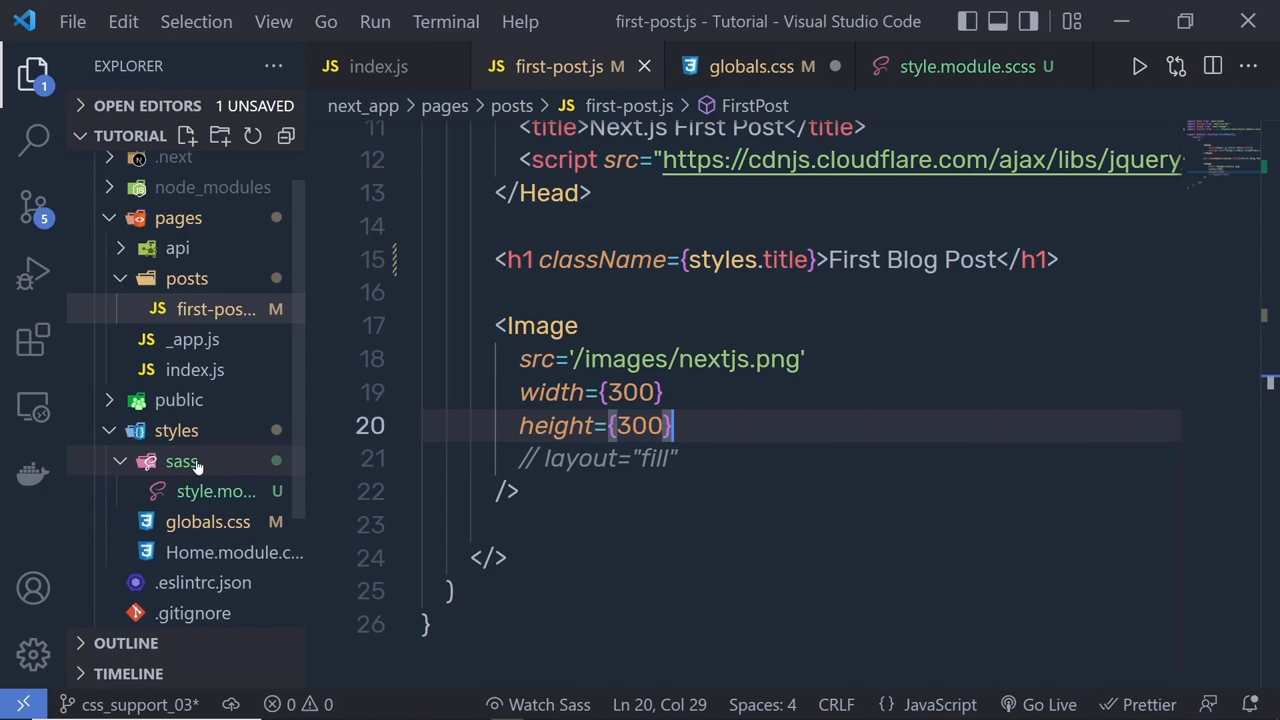 File Edit Selection View Go Run Terminal Help first-post.js - Tutorial - Visual Studio Code
EXPLORER
index.js
first-post.js M
globals.css M
style.module.scss U
1
5
OPEN EDITORS 1 UNSAVED
TUTORIAL
.next
node_modules
pages
api
posts
JS first-pos... M
JS _app.js
JS index.js
public
styles
sass
style.mo... U
globals.css M
Home.module.c...
.eslintrc.json
.gitignore
OUTLINE
TIMELINE
next_app > pages > posts > JS first-post.js > FirstPost
11 <title>Next.js First Post</title>
12 <script src="https://cdnjs.cloudflare.com/ajax/libs/jquery
13 </Head>
14
15 <h1 className={styles.title}>First Blog Post</h1>
16
17 <Image
18 src='/images/nextjs.png'
19 width={300}
20 height={300}
21 // layout="fill"
22 />
23
24 </>
25 )
26 }
css_support_03* 0 0 Watch Sass Ln 20, Col 29 Spaces: 4 CRLF {} JavaScript Go Live Prettier